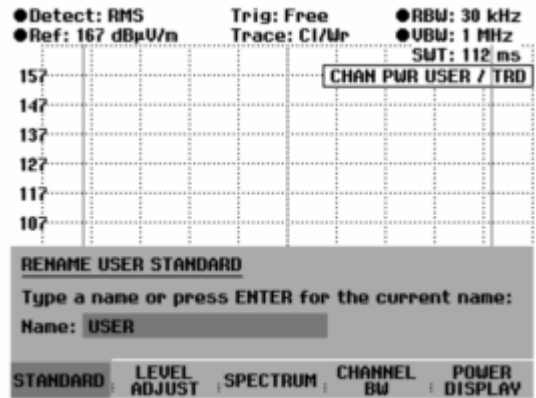 ●Detect: RMS Trig: Free ●RBW: 30 kHz
●Ref: 167 dBµV/m Trace: Cl/Wr ●VBW: 1 MHz
SWT: 112 ms
157 CHAN PWR USER / TRD
147
137
127
117
107
RENAME USER STANDARD
Type a name or press ENTER for the current name:
Name: USER
STANDARD LEVEL ADJUST SPECTRUM CHANNEL BW POWER DISPLAY